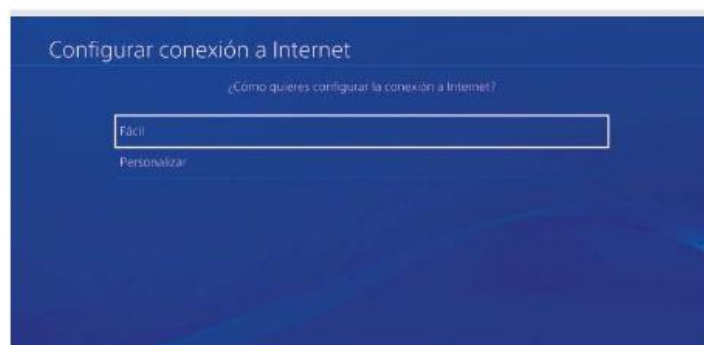 Configurar conexión a Internet
¿Cómo quieres configurar la conexión a Internet?
Fácil
Personalizar